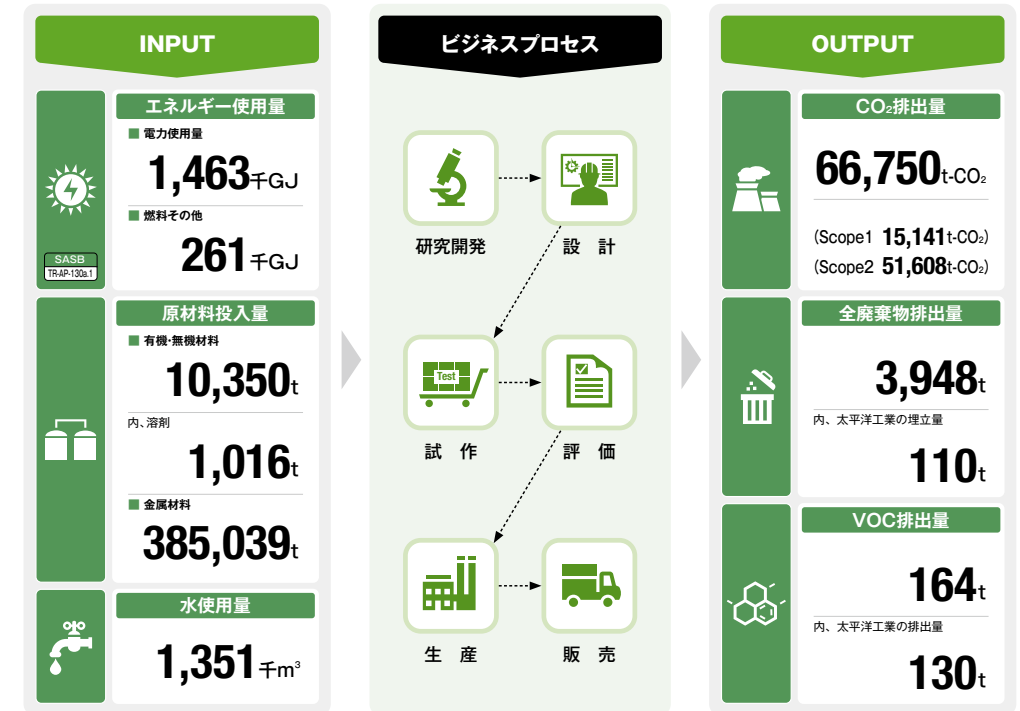 INPUT
エネルギー使用量
■ 電力使用量
1,463千GJ
■ 燃料その他
261千GJ
SASB
TR-AP-130a.1
原材料投入量
■ 有機・無機材料
10,350t
内、溶剤
1,016t
■ 金属材料
385,039t
水使用量
1,351千m³
ビジネスプロセス
研究開発
設 計
Test
試 作
評 価
生 産
販 売
OUTPUT
CO₂排出量
66,750t-CO₂
(Scope1 15,141t-CO₂)
(Scope2 51,608t-CO₂)
全廃棄物排出量
3,948t
内、太平洋工業の埋立量
110t
VOC排出量
164t
内、太平洋工業の排出量
130t